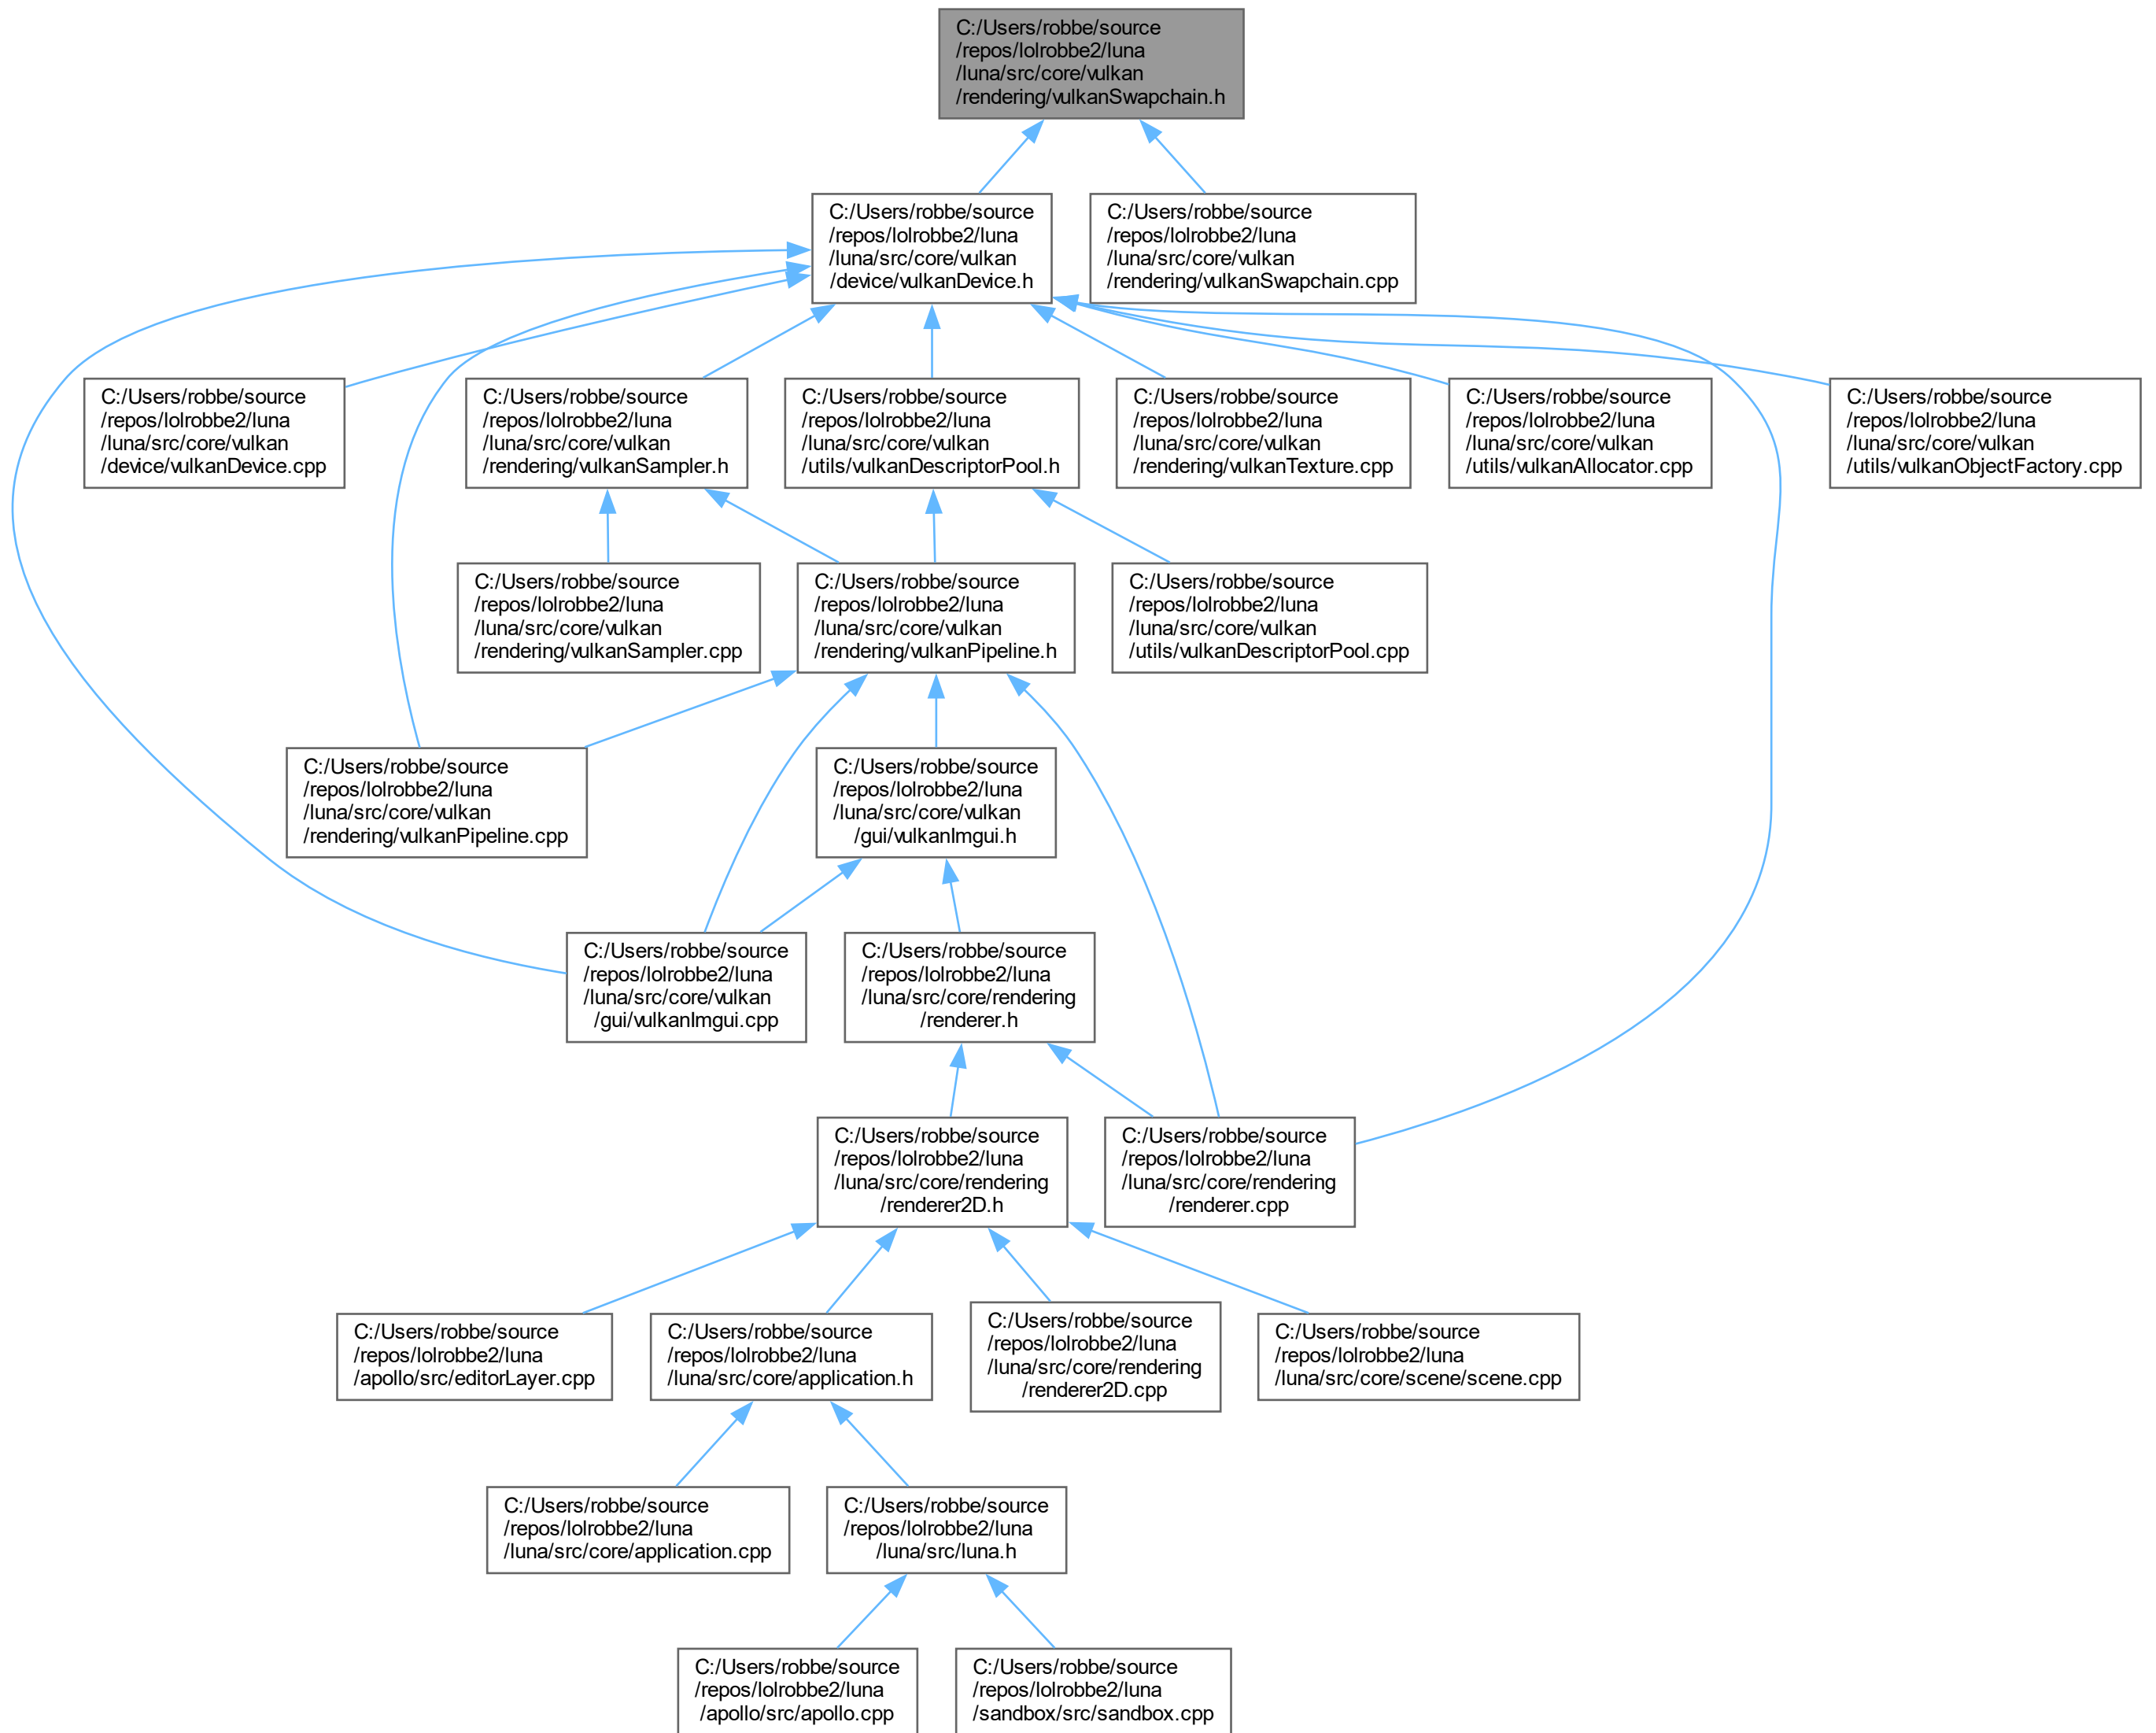 C:/Users/robbe/source
/repos/lolrobbe2/luna
/luna/src/core/vulkan
/rendering/vulkanSwapchain.h
C:/Users/robbe/source
/repos/lolrobbe2/luna
/luna/src/core/vulkan
/device/vulkanDevice.h
C:/Users/robbe/source
/repos/lolrobbe2/luna
/luna/src/core/vulkan
/rendering/vulkanSwapchain.cpp
C:/Users/robbe/source
/repos/lolrobbe2/luna
/luna/src/core/vulkan
/device/vulkanDevice.cpp
C:/Users/robbe/source
/repos/lolrobbe2/luna
/luna/src/core/vulkan
/rendering/vulkanSampler.h
C:/Users/robbe/source
/repos/lolrobbe2/luna
/luna/src/core/vulkan
/utils/vulkanDescriptorPool.h
C:/Users/robbe/source
/repos/lolrobbe2/luna
/luna/src/core/vulkan
/rendering/vulkanTexture.cpp
C:/Users/robbe/source
/repos/lolrobbe2/luna
/luna/src/core/vulkan
/utils/vulkanAllocator.cpp
C:/Users/robbe/source
/repos/lolrobbe2/luna
/luna/src/core/vulkan
/utils/vulkanObjectFactory.cpp
C:/Users/robbe/source
/repos/lolrobbe2/luna
/luna/src/core/vulkan
/rendering/vulkanSampler.cpp
C:/Users/robbe/source
/repos/lolrobbe2/luna
/luna/src/core/vulkan
/rendering/vulkanPipeline.h
C:/Users/robbe/source
/repos/lolrobbe2/luna
/luna/src/core/vulkan
/utils/vulkanDescriptorPool.cpp
C:/Users/robbe/source
/repos/lolrobbe2/luna
/luna/src/core/vulkan
/rendering/vulkanPipeline.cpp
C:/Users/robbe/source
/repos/lolrobbe2/luna
/luna/src/core/vulkan
/gui/vulkanImgui.h
C:/Users/robbe/source
/repos/lolrobbe2/luna
/luna/src/core/vulkan
/gui/vulkanImgui.cpp
C:/Users/robbe/source
/repos/lolrobbe2/luna
/luna/src/core/rendering
/renderer.h
C:/Users/robbe/source
/repos/lolrobbe2/luna
/luna/src/core/rendering
/renderer2D.h
C:/Users/robbe/source
/repos/lolrobbe2/luna
/luna/src/core/rendering
/renderer.cpp
C:/Users/robbe/source
/repos/lolrobbe2/luna
/apollo/src/editorLayer.cpp
C:/Users/robbe/source
/repos/lolrobbe2/luna
/luna/src/core/application.h
C:/Users/robbe/source
/repos/lolrobbe2/luna
/luna/src/core/rendering
/renderer2D.cpp
C:/Users/robbe/source
/repos/lolrobbe2/luna
/luna/src/core/scene/scene.cpp
C:/Users/robbe/source
/repos/lolrobbe2/luna
/luna/src/core/application.cpp
C:/Users/robbe/source
/repos/lolrobbe2/luna
/luna/src/luna.h
C:/Users/robbe/source
/repos/lolrobbe2/luna
/apollo/src/apollo.cpp
C:/Users/robbe/source
/repos/lolrobbe2/luna
/sandbox/src/sandbox.cpp